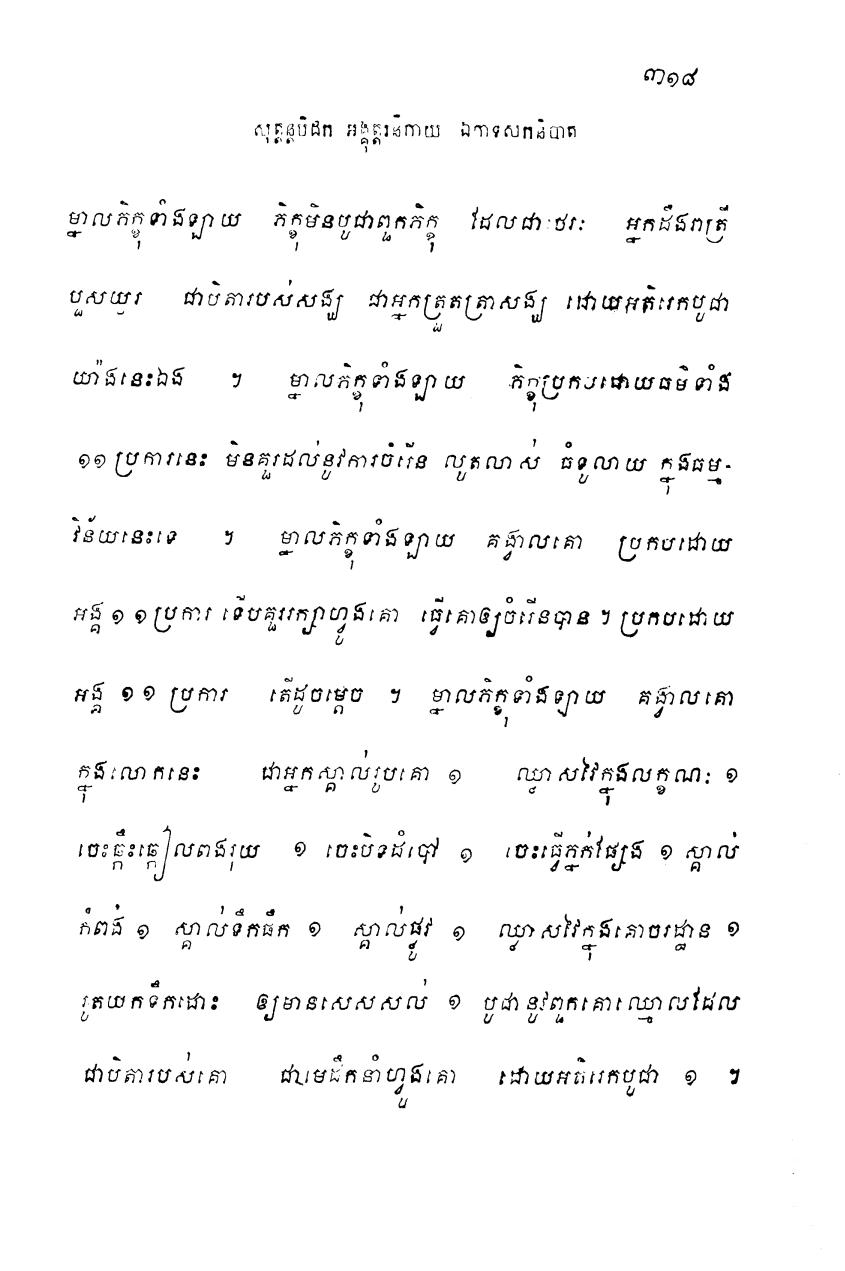 ៣១៨
សុត្តន្តបិដក អង្គុត្តរនិកាយ ឯកាទសកនិបាត
ម្នាលភិក្ខុទាំងឡាយ ភិក្ខុមិនបូជាពួកភិក្ខុ ដែលជាថេរៈ អ្នកដឹងរាត្រី
បួសយូរ ជាបិតារបស់សង្ឃ ជាអ្នកត្រួតត្រាសង្ឃ ដោយអតិរេកបូជា
យ៉ាងនេះឯង ។ ម្នាលភិក្ខុទាំងឡាយ ភិក្ខុប្រកបដោយធម៌ទាំង
១១ ប្រការនេះ មិនគួរដល់នូវការចំរើន លូតលាស់ ធំទូលាយ ក្នុងធម្ម-
វិន័យនេះទេ ។ ម្នាលភិក្ខុទាំងឡាយ គង្វាលគោ ប្រកបដោយ
អង្គ ១១ ប្រការ ទើបគួររក្សាហ្វូងគោ ធ្វើគោឲ្យចំរើនបាន ។ ប្រកបដោយ
អង្គ ១១ ប្រការ តើដូចម្តេច ។ ម្នាលភិក្ខុទាំងឡាយ គង្វាលគោ
ក្នុងលោកនេះ ជាអ្នកស្គាល់រូបគោ ១ ឈ្លាសវៃក្នុងលក្ខណៈ ១
ចេះឆ្កឹះឆ្កៀលពងរុយ ១ ចេះបិទដំបៅ ១ ចេះធ្វើភ្នក់ផ្សែង ១ ស្គាល់
កំពង់ ១ ស្គាល់ទឹកផឹក ១ ស្គាល់ផ្លូវ ១ ឈ្លាសវៃក្នុងគោចរដ្ឋាន ១
រូតយកទឹកដោះ ឲ្យមានសេសសល់ ១ បូជានូវពួកគោឈ្មោលដែល
ជាបិតារបស់គោ ជាមេដឹកនាំហ្វូងគោ ដោយអតិរេកបូជា ១ ។